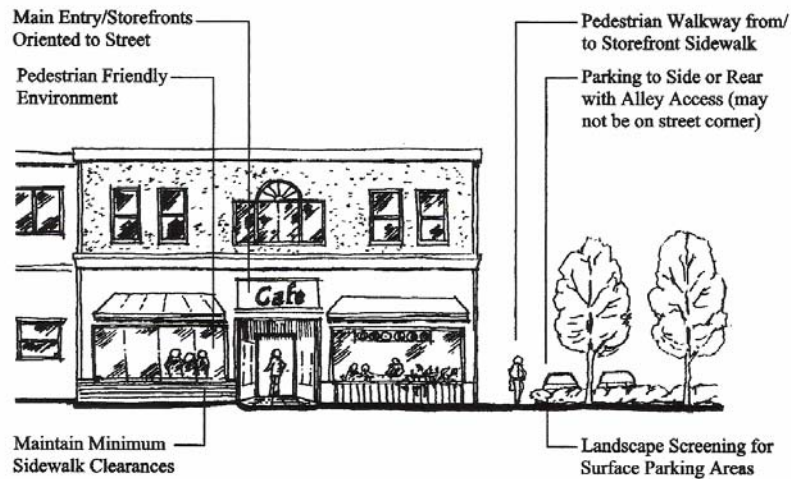 Main Entry/Storefronts
Oriented to Street
Pedestrian Friendly
Environment
Pedestrian Walkway from/
to Storefront Sidewalk
Parking to Side or Rear
with Alley Access (may
not be on street corner)
Cafe
Maintain Minimum
Sidewalk Clearances
Landscape Screening for
Surface Parking Areas